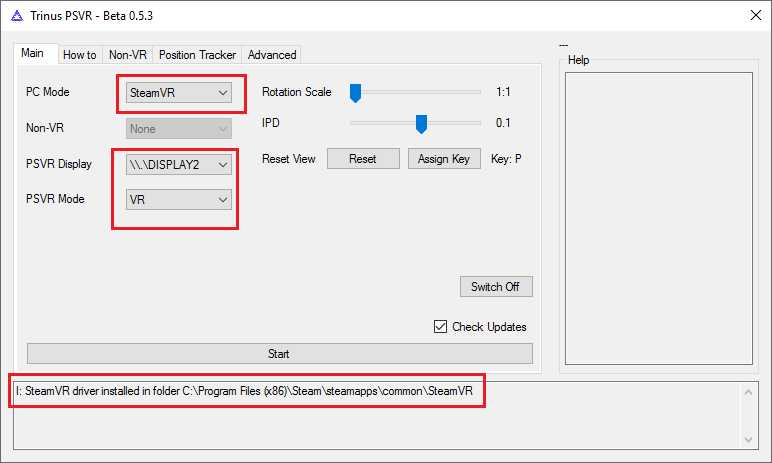 Trinus PSVR - Beta 0.5.3
Main How to Non-VR Position Tracker Advanced
---
Help
PC Mode SteamVR Rotation Scale 1:1
Non-VR None IPD 0.1
PSVR Display \\.\DISPLAY2 Reset View Reset Assign Key Key: P
PSVR Mode VR
Switch Off
Check Updates
Start
I: SteamVR driver installed in folder C:\Program Files (x86)\Steam\steamapps\common\SteamVR